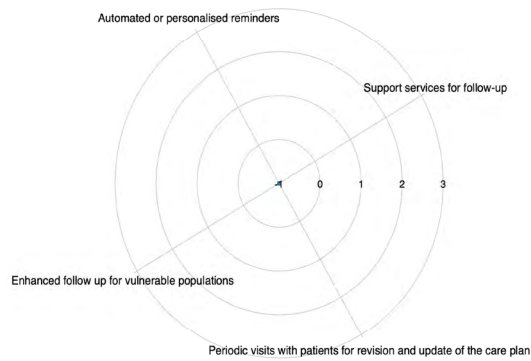 Automated or personalised reminders
Support services for follow-up
0 1 2 3
Enhanced follow up for vulnerable populations
Periodic visits with patients for revision and update of the care plan